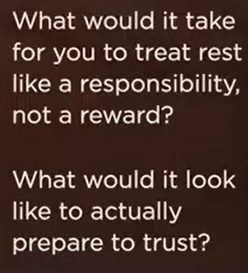 What would it take
for you to treat rest
like a responsibility,
not a reward?
What would it look
like to actually
prepare to trust?